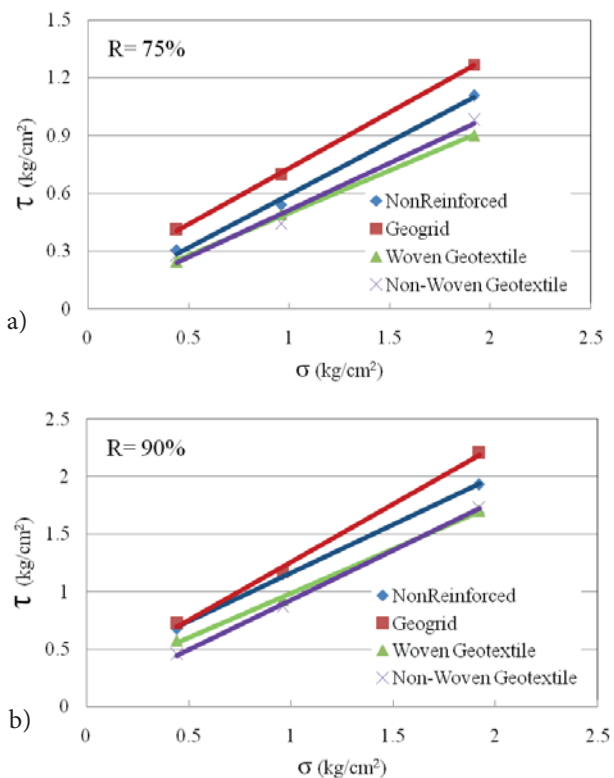 1.5
R= 75%
1.2
0.9
τ (kg/cm²)
0.6
NonReinforced
Geogrid
0.3
Woven Geotextile
Non-Woven Geotextile
0
a)
0 0.5 1 1.5 2 2.5
σ (kg/cm²)
2.5
R= 90%
2
1.5
τ (kg/cm²)
1
NonReinforced
Geogrid
0.5
Woven Geotextile
Non-Woven Geotextile
0
b)
0 0.5 1 1.5 2 2.5
σ (kg/cm²)